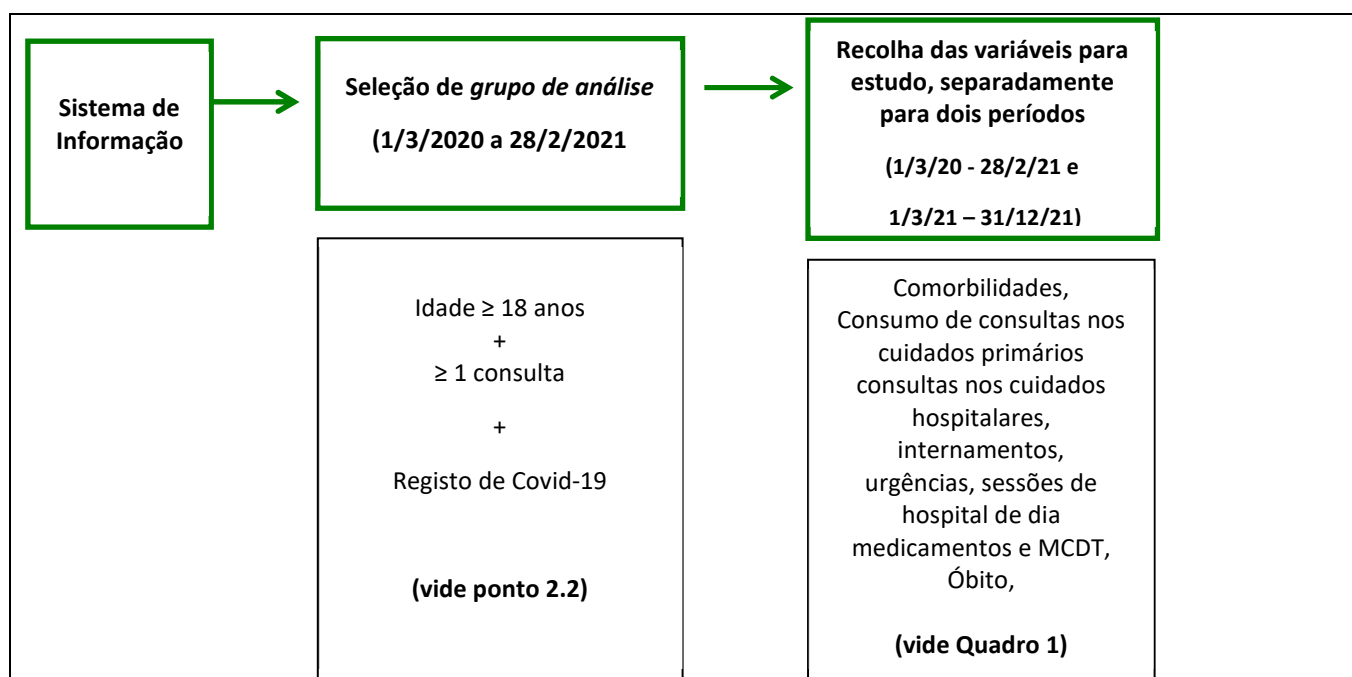 Sistema de
Informação
Seleção de grupo de análise
(1/3/2020 a 28/2/2021
Recolha das variáveis para
estudo, separadamente
para dois períodos
(1/3/20 - 28/2/21 e
1/3/21 – 31/12/21)
Idade ≥ 18 anos
+
≥ 1 consulta
+
Registo de Covid-19
(vide ponto 2.2)
Comorbilidades,
Consumo de consultas nos
cuidados primários
consultas nos cuidados
hospitalares,
internamentos,
urgências, sessões de
hospital de dia
medicamentos e MCDT,
Óbito,
(vide Quadro 1)